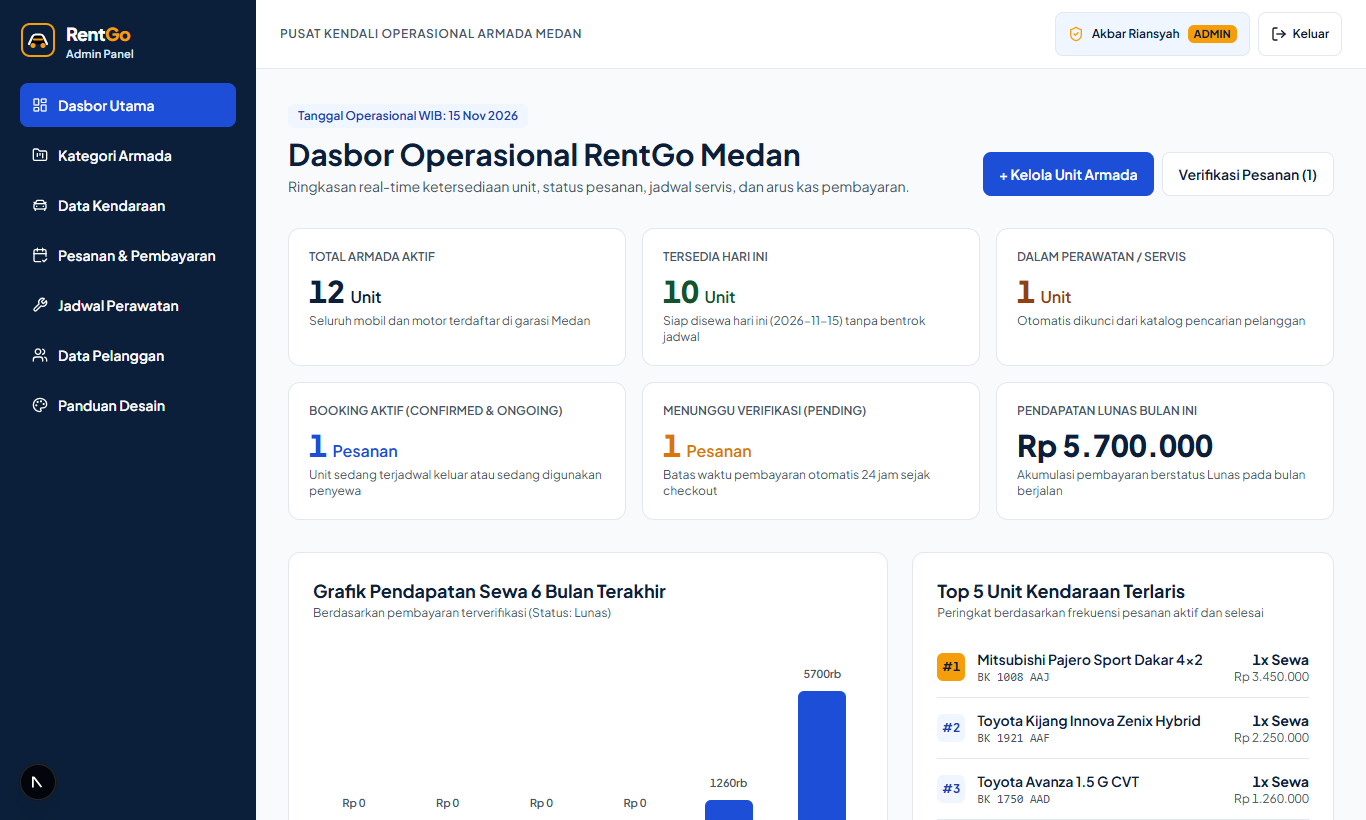 RentGo
Admin Panel
Dasbor Utama
Kategori Armada
Data Kendaraan
Pesanan & Pembayaran
Jadwal Perawatan
Data Pelanggan
Panduan Desain
PUSAT KENDALI OPERASIONAL ARMADA MEDAN
Akbar Riansyah ADMIN
Keluar
Tanggal Operasional WIB: 15 Nov 2026
Dasbor Operasional RentGo Medan
Ringkasan real-time ketersediaan unit, status pesanan, jadwal servis, dan arus kas pembayaran.
+ Kelola Unit Armada
Verifikasi Pesanan (1)
TOTAL ARMADA AKTIF
12 Unit
Seluruh mobil dan motor terdaftar di garasi Medan
TERSEDIA HARI INI
10 Unit
Siap disewa hari ini (2026-11-15) tanpa bentrok
jadwal
DALAM PERAWATAN / SERVIS
1 Unit
Otomatis dikunci dari katalog pencarian pelanggan
BOOKING AKTIF (CONFIRMED & ONGOING)
1 Pesanan
Unit sedang terjadwal keluar atau sedang digunakan
penyewa
MENUNGGU VERIFIKASI (PENDING)
1 Pesanan
Batas waktu pembayaran otomatis 24 jam sejak
checkout
PENDAPATAN LUNAS BULAN INI
Rp 5.700.000
Akumulasi pembayaran berstatus Lunas pada bulan
berjalan
Grafik Pendapatan Sewa 6 Bulan Terakhir
Berdasarkan pembayaran terverifikasi (Status: Lunas)
Rp 0
Rp 0
Rp 0
Rp 0
1260rb
5700rb
Top 5 Unit Kendaraan Terlaris
Peringkat berdasarkan frekuensi pesanan aktif dan selesai
#1
Mitsubishi Pajero Sport Dakar 4×2
BK 1008 AAJ
1x Sewa
Rp 3.450.000
#2
Toyota Kijang Innova Zenix Hybrid
BK 1921 AAF
1x Sewa
Rp 2.250.000
#3
Toyota Avanza 1.5 G CVT
BK 1750 AAD
1x Sewa
Rp 1.260.000